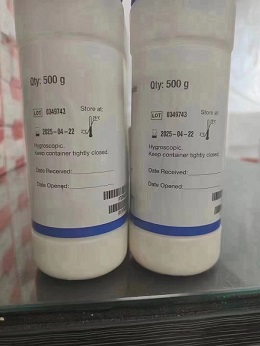 Qty: 500 g
LOT 0349743 Store at:
2025-04-22
Hygroscopic.
Keep container tightly closed.
Date Received:
Date Opened:
Qty: 500 g
LOT 0349743 Store at:
2025-04-22
Hygroscopic.
Keep container tightly closed.
Date Received:
Date Opened